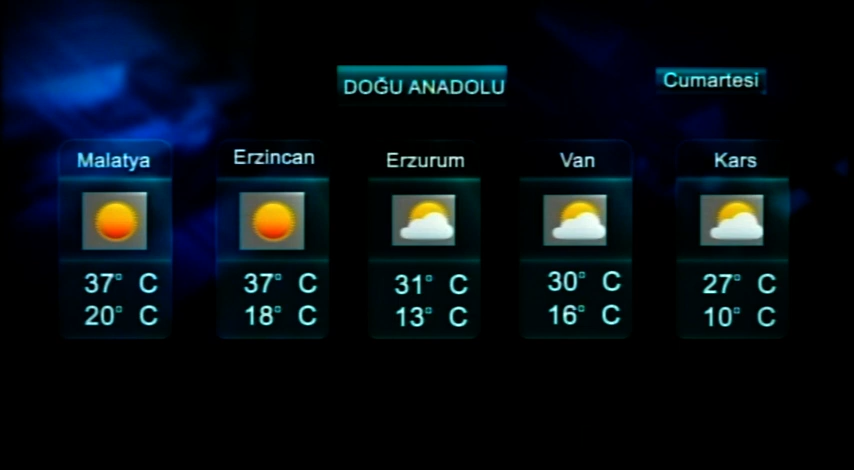 DOĞU ANADOLU
Cumartesi
Malatya
37° C
20° C
Erzincan
37° C
18° C
Erzurum
31° C
13° C
Van
30° C
16° C
Kars
27° C
10° C